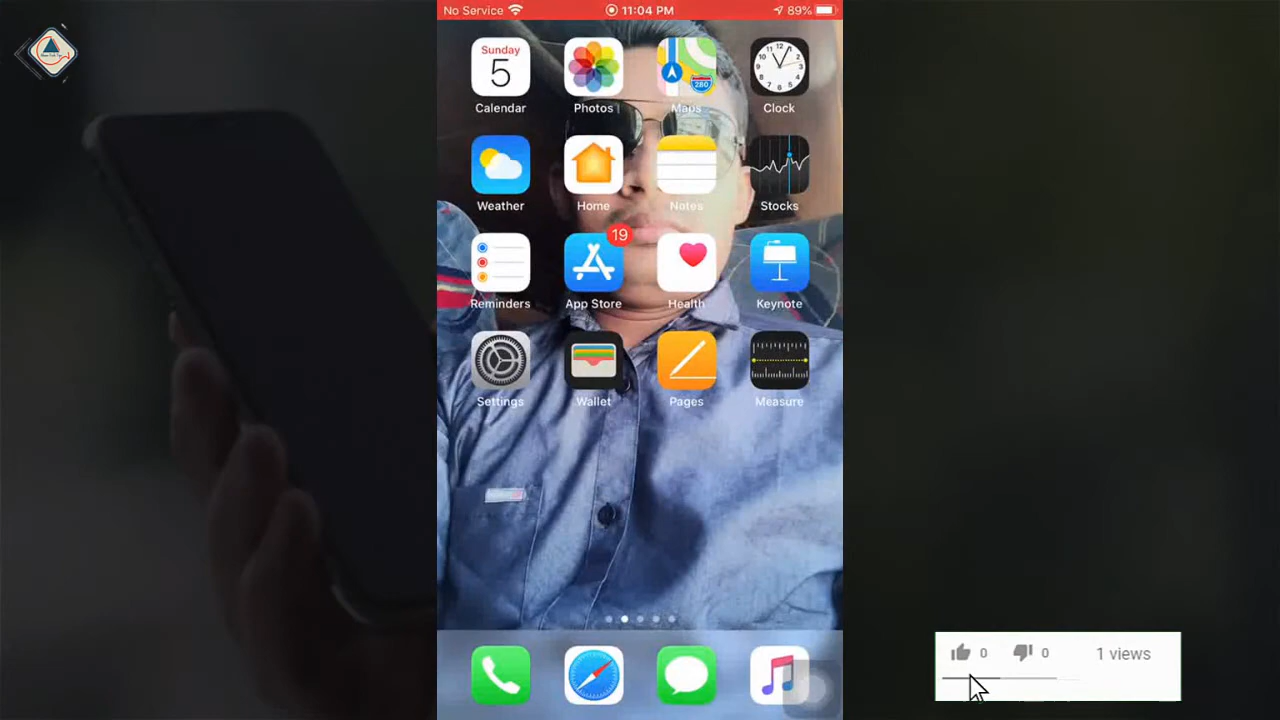 No Service 11:04 PM 89%
Sunday
5
Calendar Photos Maps Clock
280
Weather Home Notes Stocks
19
Reminders App Store Health Keynote
Settings Wallet Pages Measure
0 0 1 views